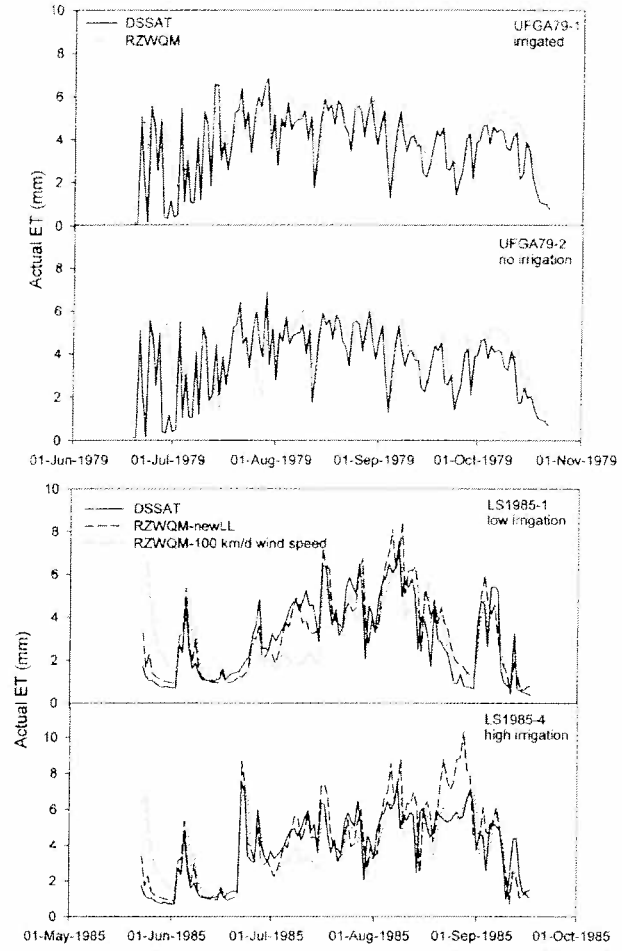 10
DSSAT
RZWQM
UFGA79-1
irrigated
8
6
4
2
0
Actual ET (mm)
UFGA79-2
no irrigation
8
6
4
2
0
01-Jun-1979 01-Jul-1979 01-Aug-1979 01-Sep-1979 01-Oct-1979 01-Nov-1979
10
DSSAT
RZWQM-newLL
RZWQM-100 km/d wind speed
LS1985-1
low irrigation
8
6
4
2
0
Actual ET (mm)
LS1985-4
high irrigation
10
8
6
4
2
0
01-May-1985 01-Jun-1985 01-Jul-1985 01-Aug-1985 01-Sep-1985 01-Oct-1985